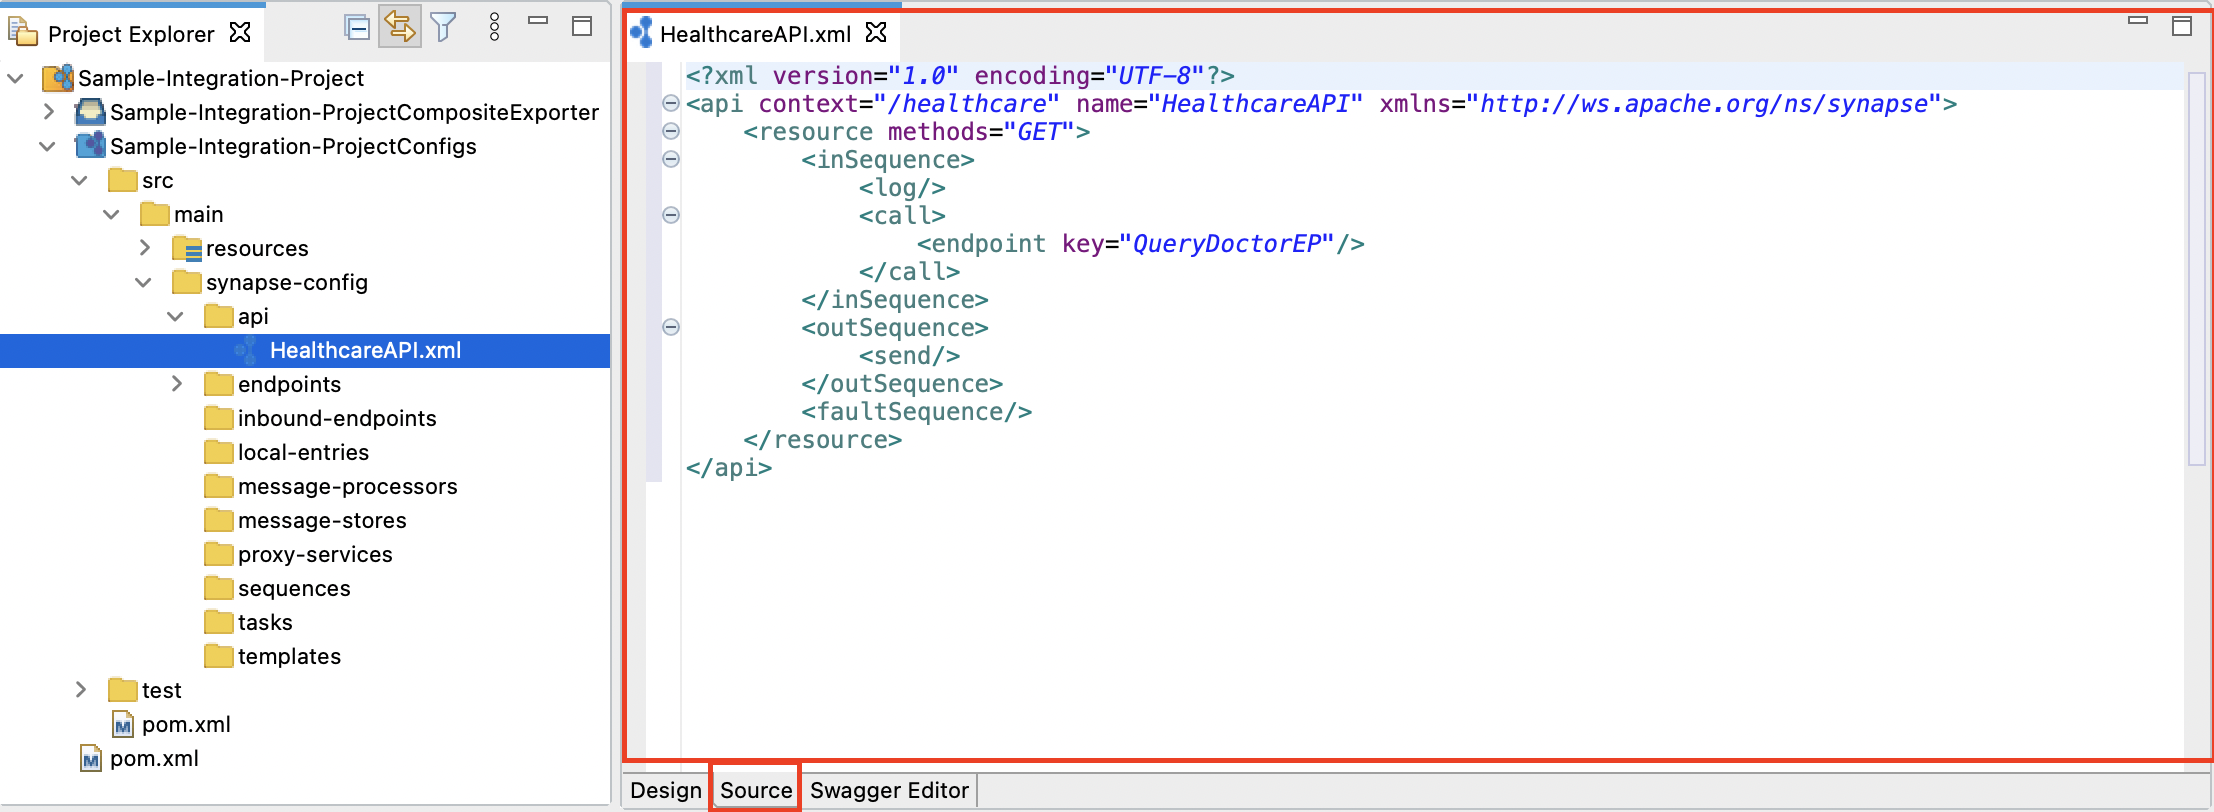 Project Explorer
Sample-Integration-Project
Sample-Integration-ProjectCompositeExporter
Sample-Integration-ProjectConfigs
src
main
resources
synapse-config
api
HealthcareAPI.xml
endpoints
inbound-endpoints
local-entries
message-processors
message-stores
proxy-services
sequences
tasks
templates
test
M pom.xml
M pom.xml
HealthcareAPI.xml
<?xml version="1.0" encoding="UTF-8"?>
<api context="/healthcare" name="HealthcareAPI" xmlns="http://ws.apache.org/ns/synapse">
    <resource methods="GET">
        <inSequence>
            <log/>
            <call>
                <endpoint key="QueryDoctorEP"/>
            </call>
        </inSequence>
        <outSequence>
            <send/>
        </outSequence>
        <faultSequence/>
    </resource>
</api>
Design Source Swagger Editor